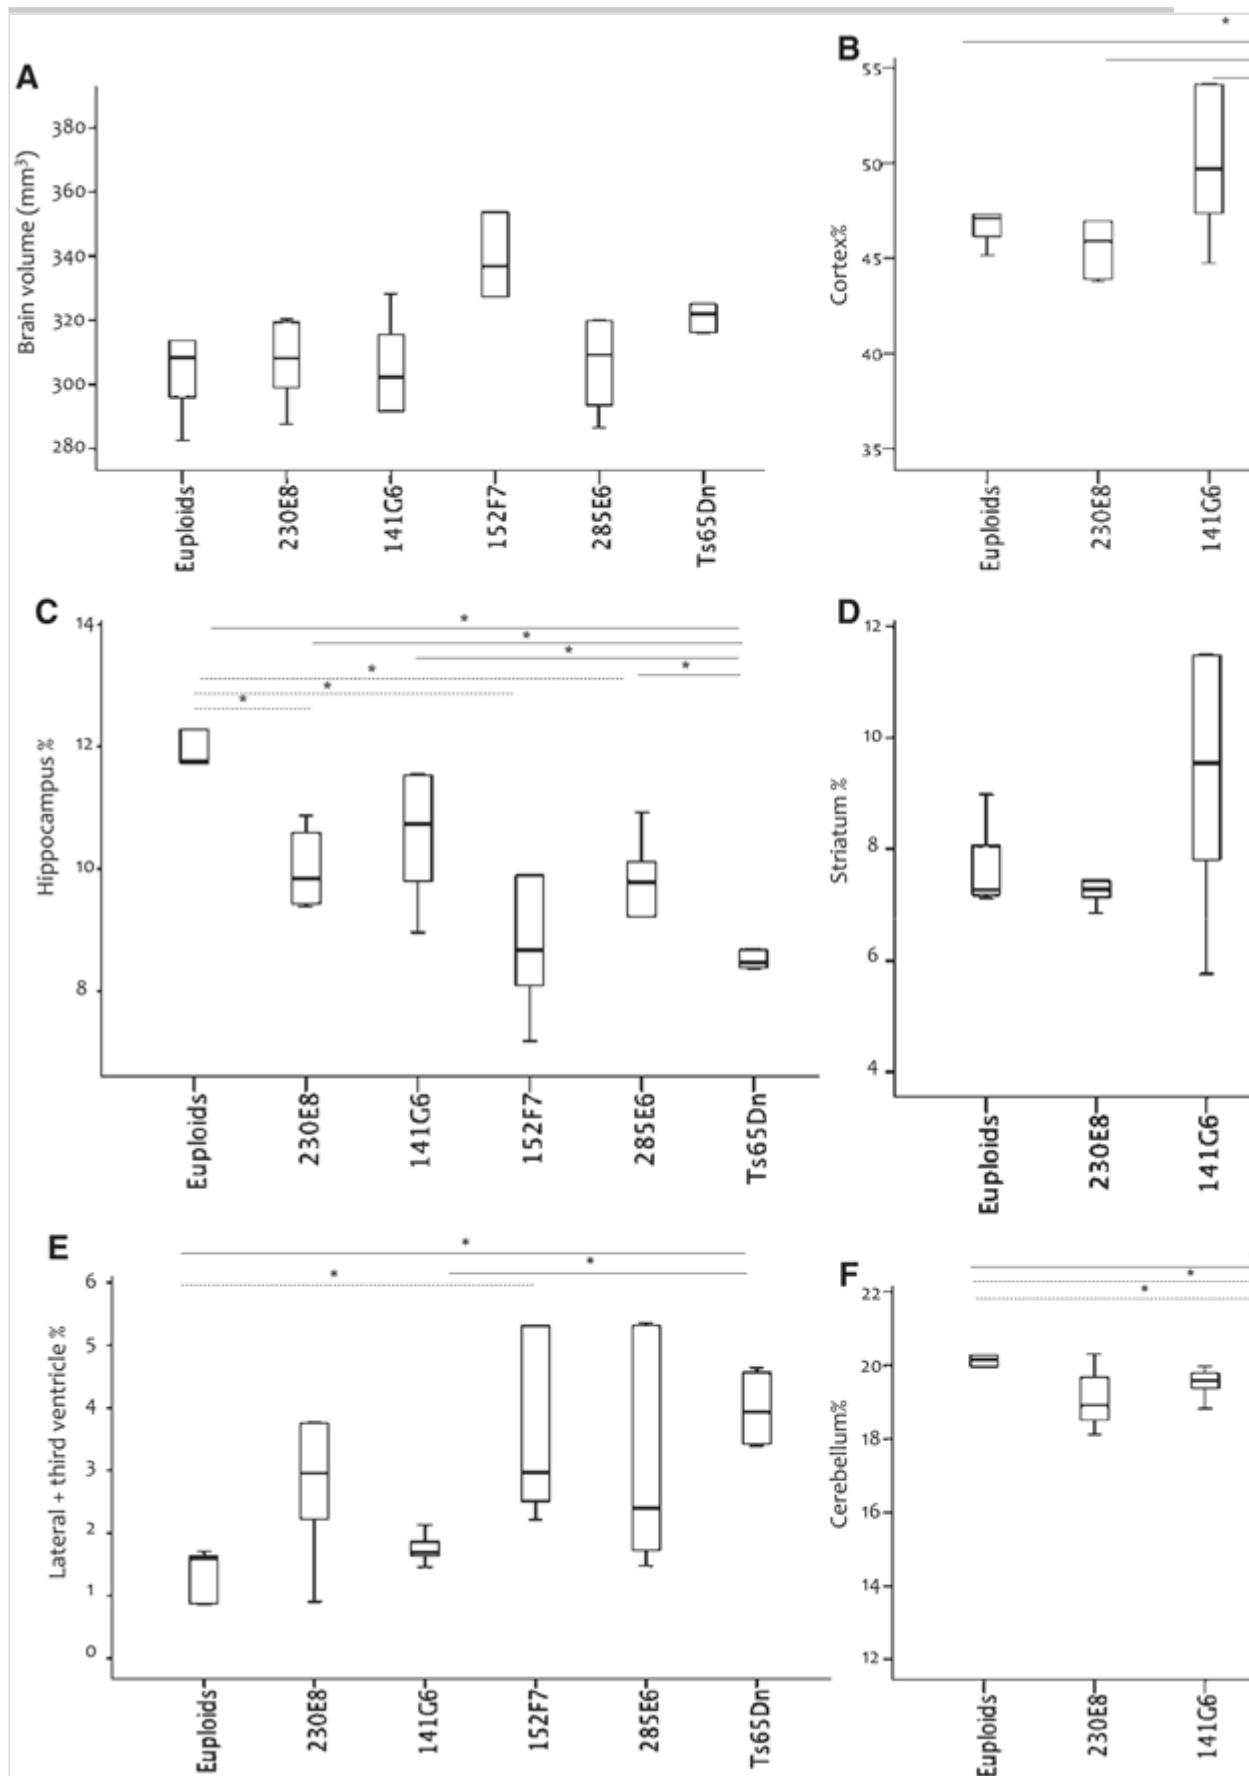 A
Brain volume (mm³)
380
360
340
320
300
280
Euploids 230E8 141G6 152F7 285E6 Ts65Dn
B
*
Cortex%
55
50
45
40
35
Euploids 230E8 141G6
C
Hippocampus %
14
12
10
8
*
*
*
*
*
*
*
Euploids 230E8 141G6 152F7 285E6 Ts65Dn
D
Striatum %
12
10
8
6
4
Euploids 230E8 141G6
E
Lateral + third ventricle %
6
5
4
3
2
1
0
*
*
*
Euploids 230E8 141G6 152F7 285E6 Ts65Dn
F
Cerebellum%
22
20
18
16
14
12
*
*
Euploids 230E8 141G6